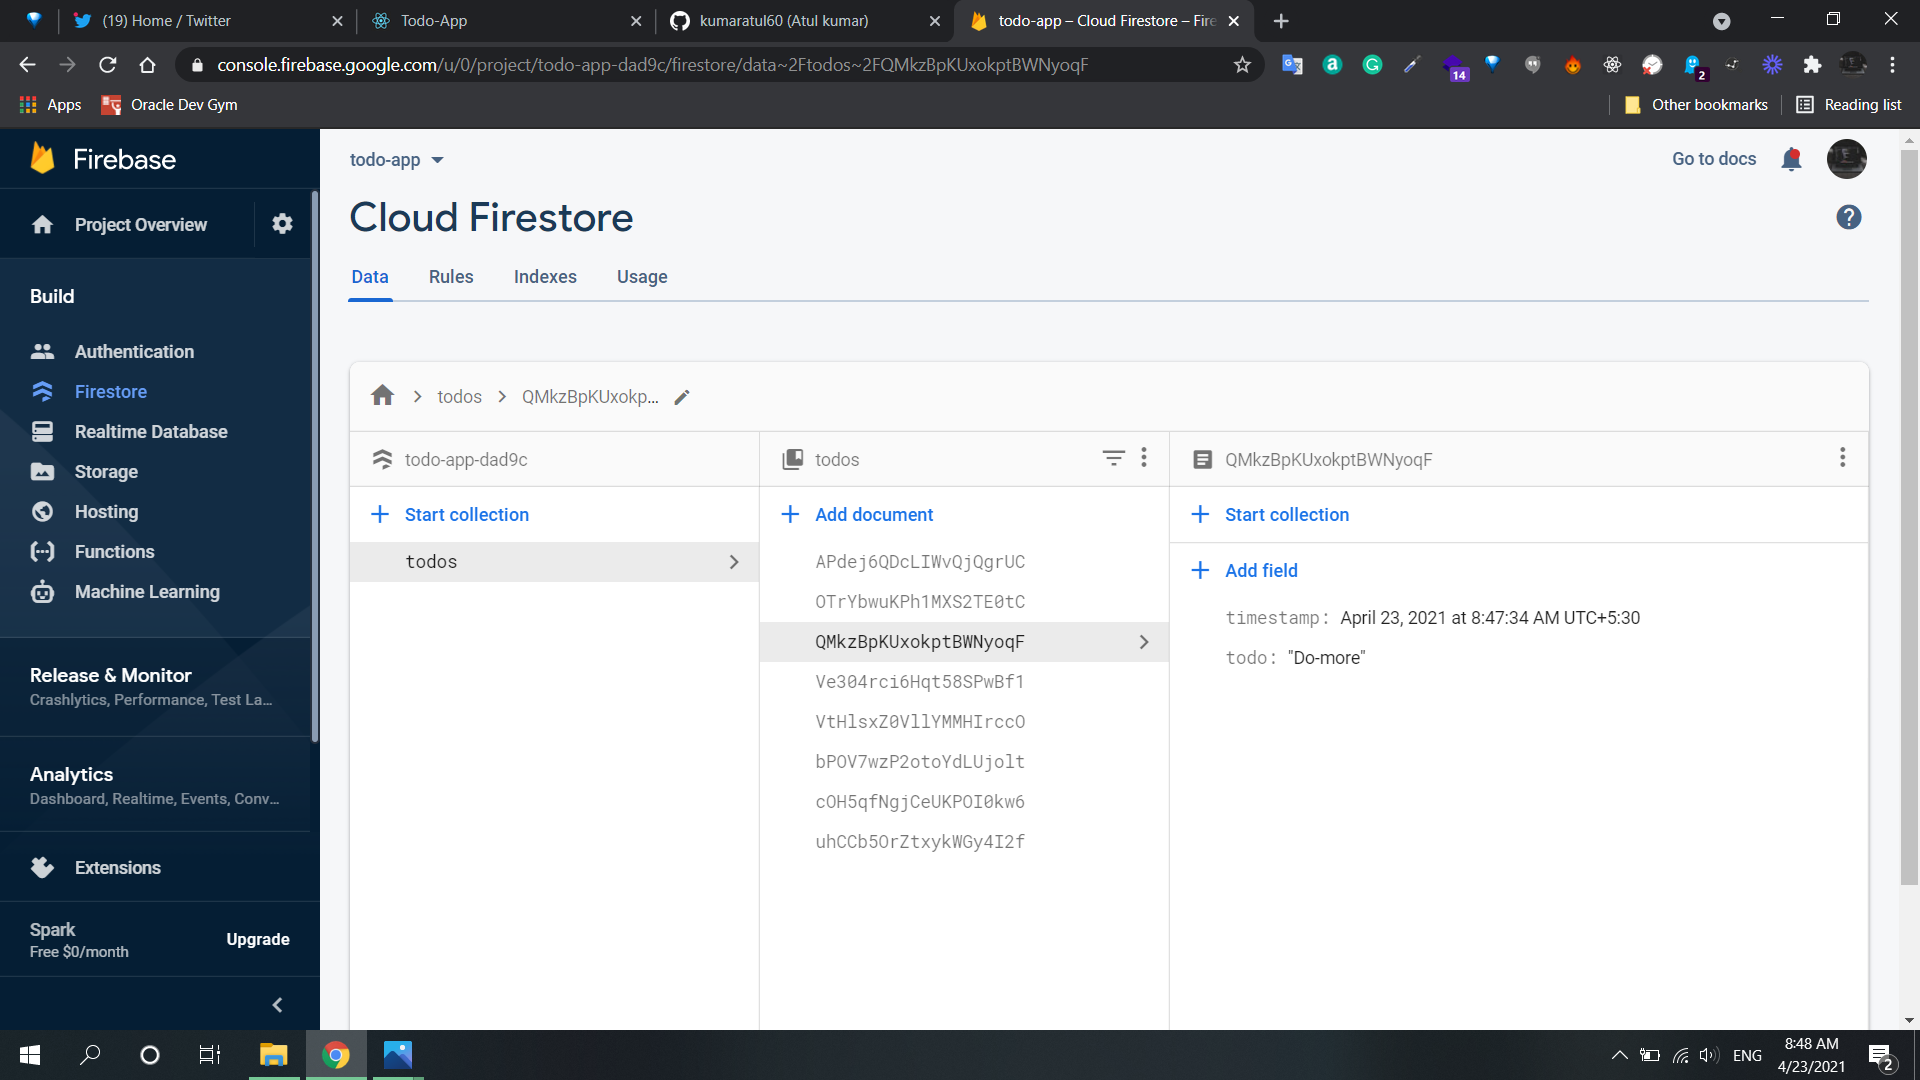 (19) Home / Twitter
Todo-App
kumaratul60 (Atul kumar)
todo-app – Cloud Firestore – Fire
console.firebase.google.com/u/0/project/todo-app-dad9c/firestore/data~2Ftodos~2FQMkzBpKUxokptBWNyoqF
14
2
Apps
Oracle Dev Gym
Other bookmarks
Reading list
Firebase
todo-app
Go to docs
Project Overview
Cloud Firestore
Data Rules Indexes Usage
Build
Authentication
Firestore
Realtime Database
Storage
Hosting
Functions
Machine Learning
Release & Monitor
Crashlytics, Performance, Test La...
Analytics
Dashboard, Realtime, Events, Conv...
Extensions
Spark
Free $0/month
Upgrade
todos
QMkzBpKUxokp...
todo-app-dad9c
Start collection
todos
todos
Add document
APdej6QDcLIWvQjQgrUC
OTrYbwuKPh1MXS2TE0tC
QMkzBpKUxokptBWNyoqF
Ve304rci6Hqt58SPwBf1
VtHlsxZ0VllYMMHIrccO
bPOV7wzP2otoYdLUjolt
cOH5qfNgjCeUKPOI0kw6
uhCCb5OrZtxykWGy4I2f
QMkzBpKUxokptBWNyoqF
Start collection
Add field
timestamp: April 23, 2021 at 8:47:34 AM UTC+5:30
todo: "Do-more"
ENG
8:48 AM
4/23/2021
2